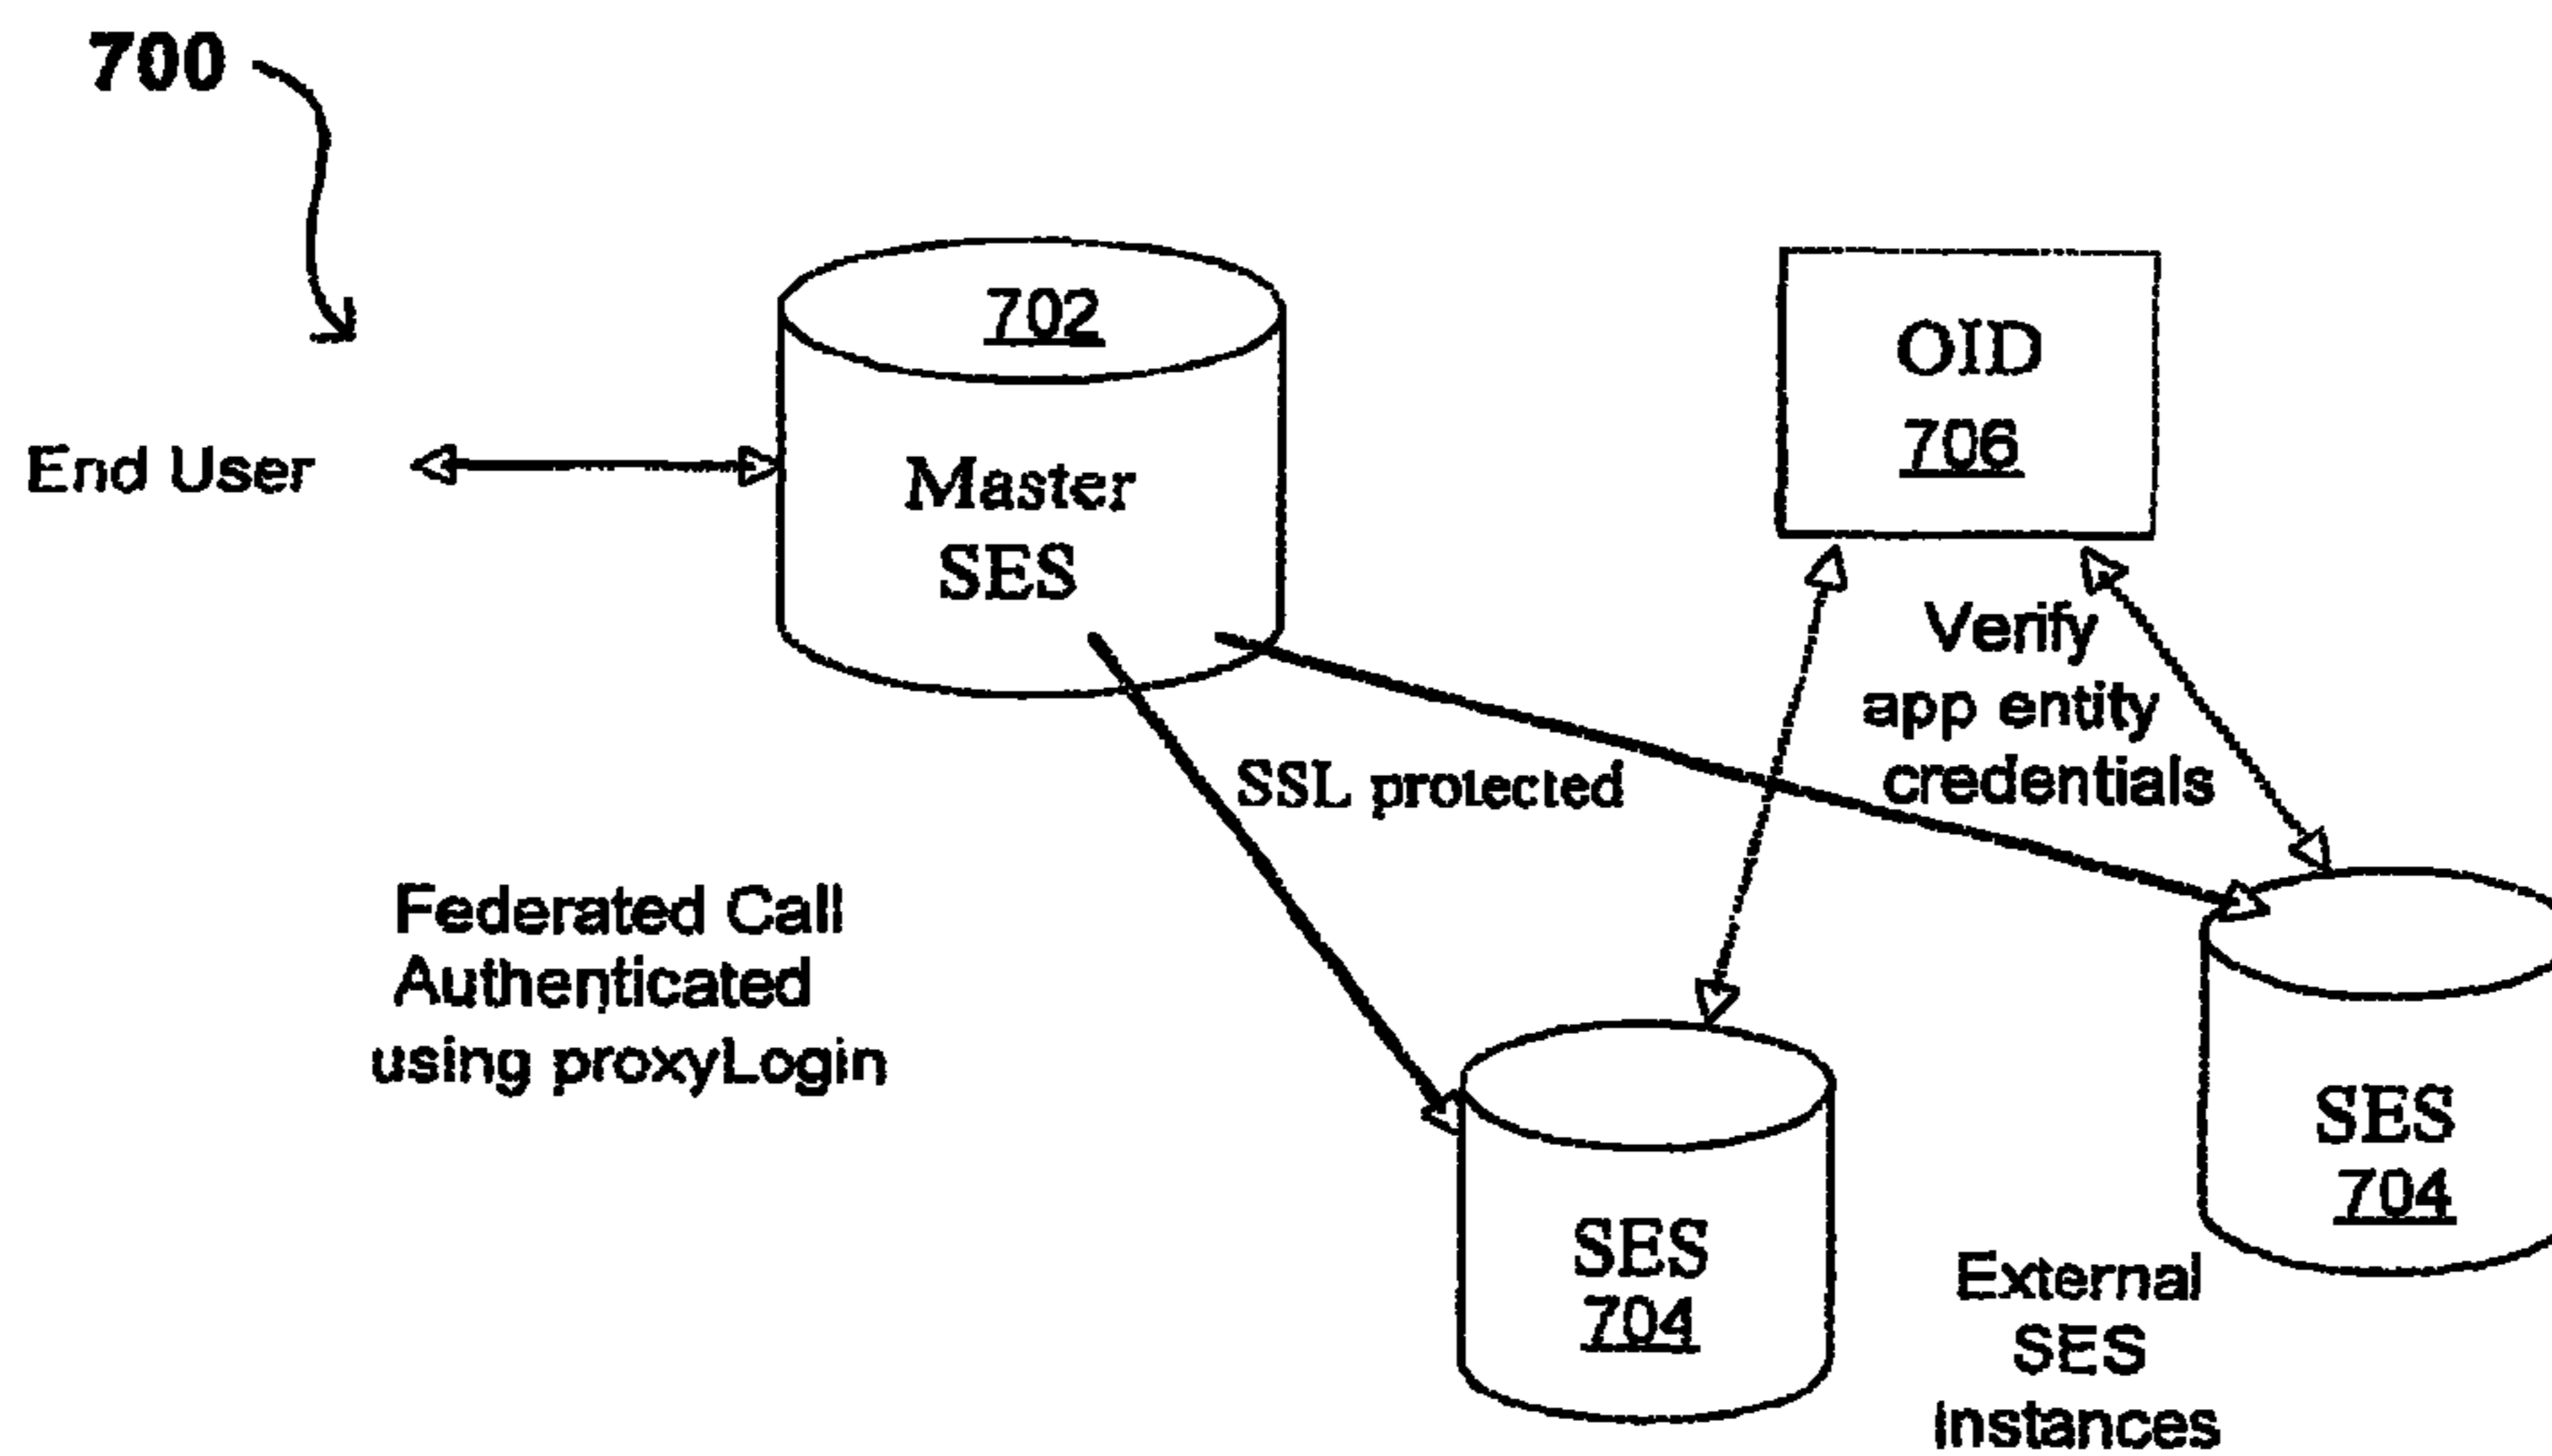 700
702
Master
SES
End User
OID
706
Verify
app entity
credentials
SSL protected
Federated Call
Authenticated
using proxyLogin
SES
704
SES
704
External
SES
instances